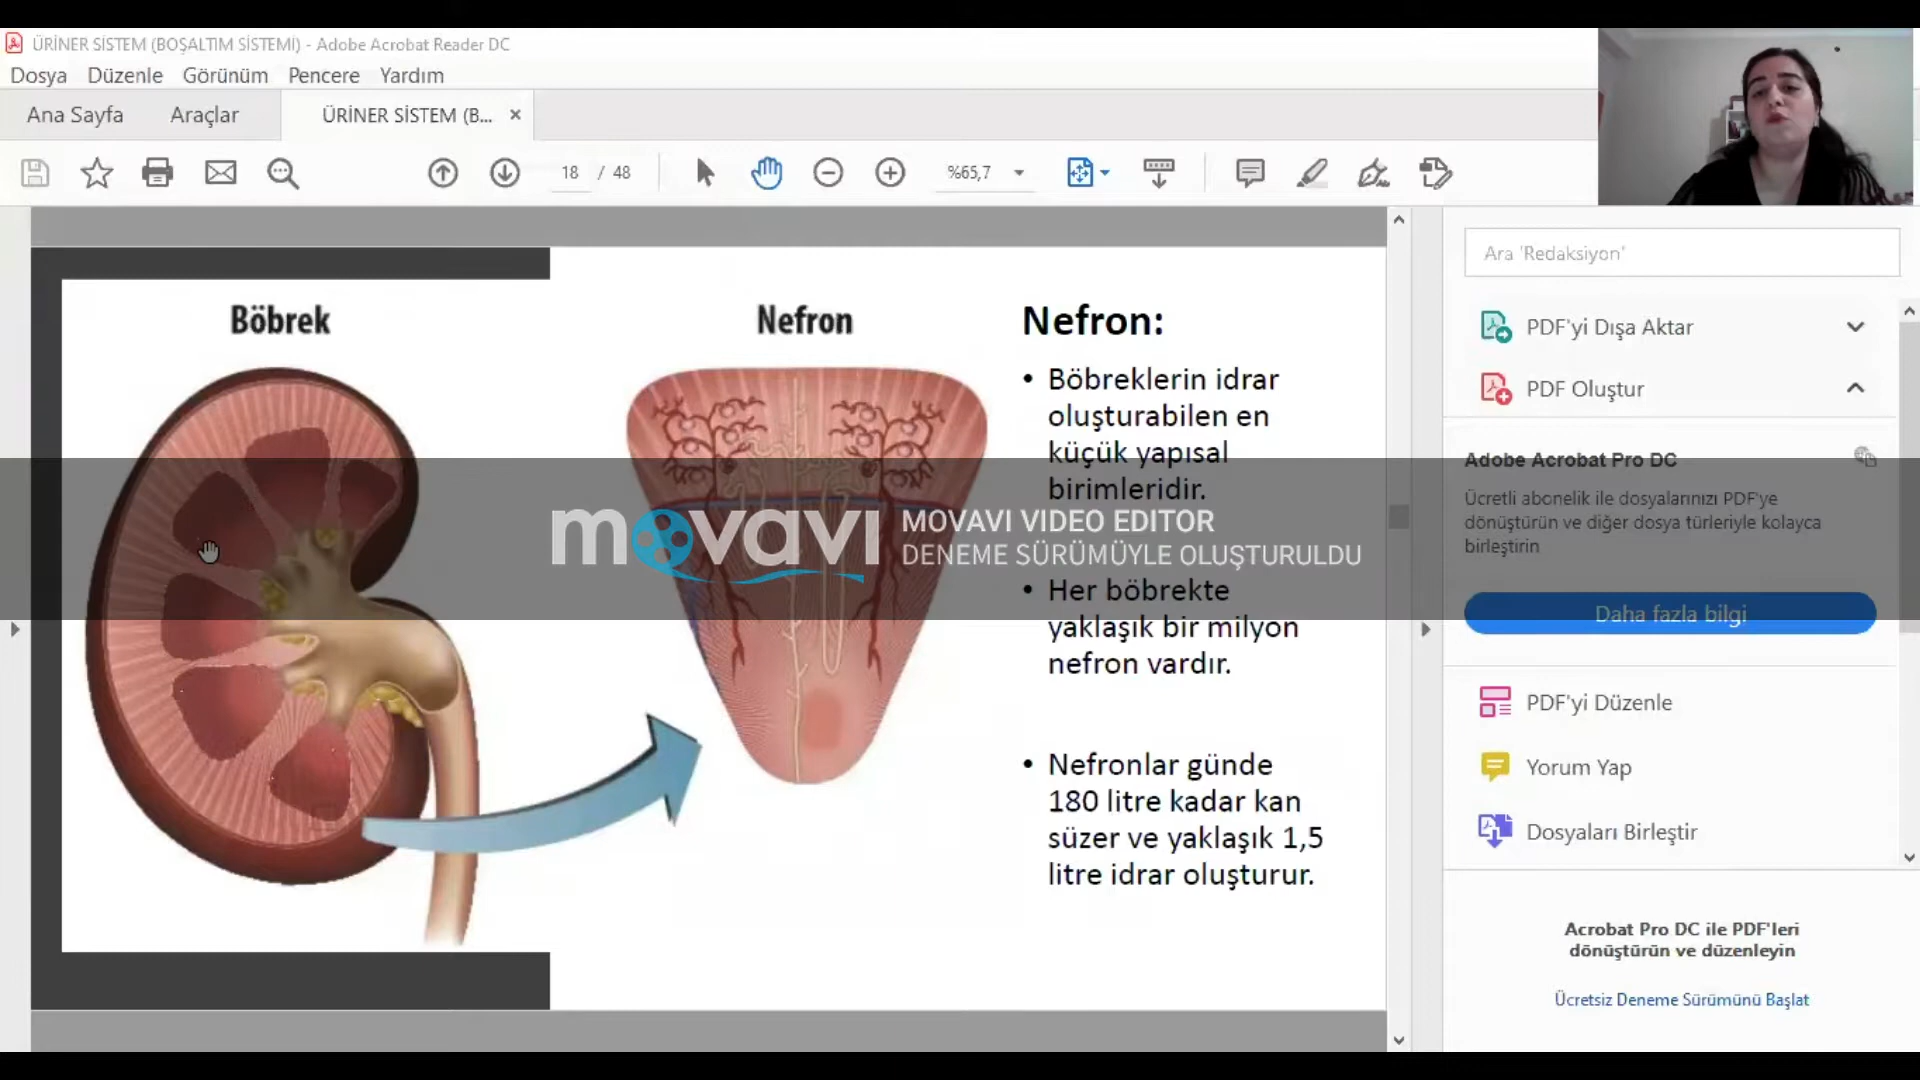 ÜRİNER SİSTEM (BOŞALTIM SİSTEMİ) - Adobe Acrobat Reader DC
Dosya Düzenle Görünüm Pencere Yardım
Ana Sayfa Araçlar ÜRİNER SİSTEM (B... ×
18 / 48 %65,7
Ara 'Redaksiyon'
PDF'yi Dışa Aktar
PDF Oluştur
Adobe Acrobat Pro DC
Ücretli abonelik ile dosyalarınızı PDF'ye
dönüştürün ve diğer dosya türleriyle kolayca
birleştirin
Daha fazla bilgi
PDF'yi Düzenle
Yorum Yap
Dosyaları Birleştir
Acrobat Pro DC ile PDF'leri
dönüştürün ve düzenleyin
Ücretsiz Deneme Sürümünü Başlat
Böbrek
Nefron
Nefron:
• Böbreklerin idrar
oluşturabilen en
küçük yapısal
birimleridir.
• Her böbrekte
yaklaşık bir milyon
nefron vardır.
• Nefronlar günde
180 litre kadar kan
süzer ve yaklaşık 1,5
litre idrar oluşturur.
movavi
MOVAVI VIDEO EDITOR
DENEME SÜRÜMÜYLE OLUŞTURULDU